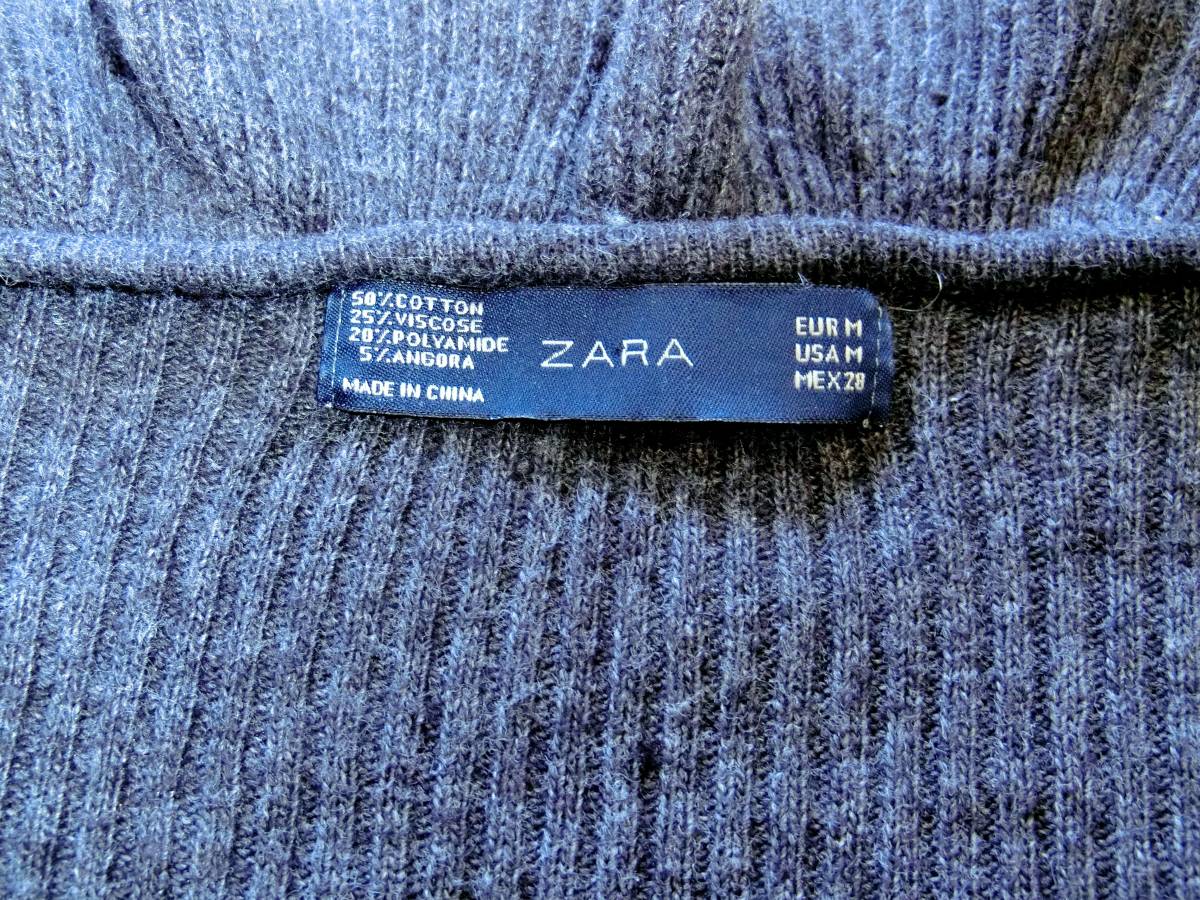 50% COTTON
25% VISCOSE
20% POLYAMIDE
5% ANGORA
MADE IN CHINA
ZARA
EUR M
USA M
MEX 28